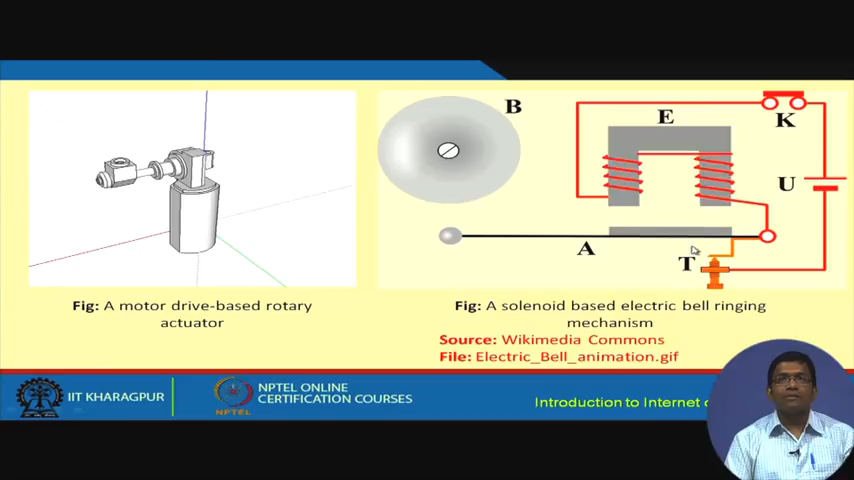 B
E
K
U
A
T
Fig: A motor drive-based rotary
actuator
Fig: A solenoid based electric bell ringing
mechanism
Source: Wikimedia Commons
File: Electric_Bell_animation.gif
IIT KHARAGPUR
NPTEL
NPTEL ONLINE
CERTIFICATION COURSES
Introduction to Internet o